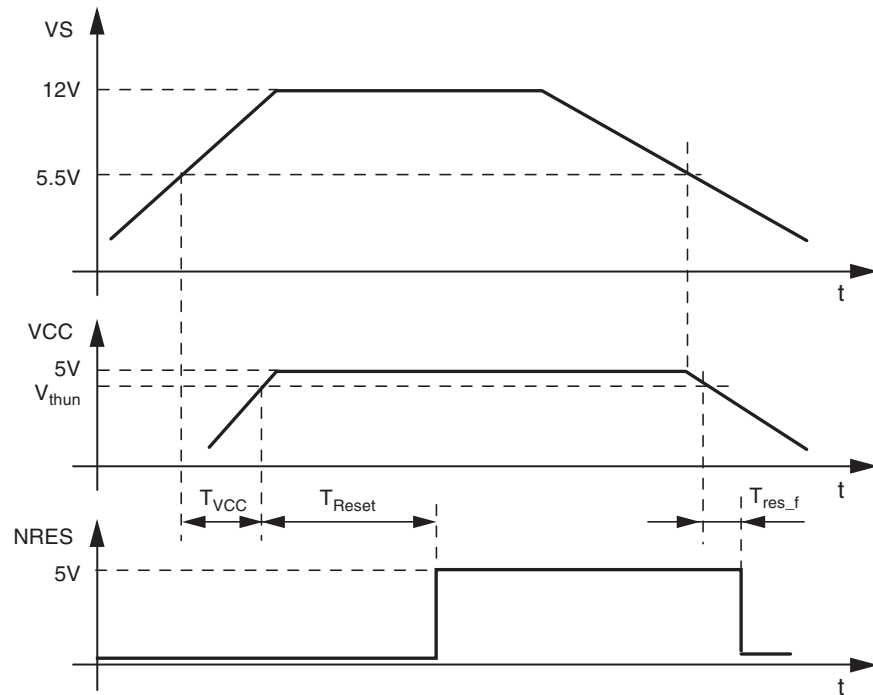 VS
12V
5.5V
t
VCC
5V
Vthun
t
TVCC
TReset
Tres_f
NRES
5V
t